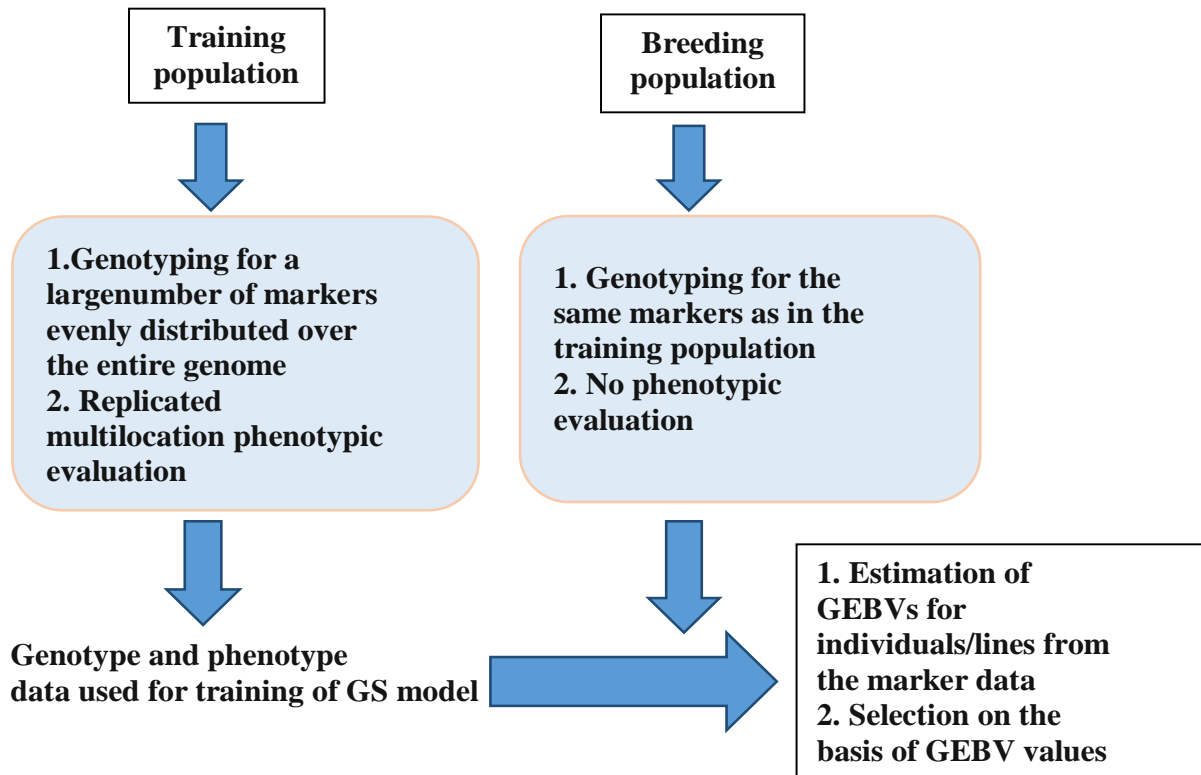 Training
population
Breeding
population
1.Genotyping for a
largenumber of markers
evenly distributed over
the entire genome
2. Replicated
multilocation phenotypic
evaluation
1. Genotyping for the
same markers as in the
training population
2. No phenotypic
evaluation
Genotype and phenotype
data used for training of GS model
1. Estimation of
GEBVs for
individuals/lines from
the marker data
2. Selection on the
basis of GEBV values